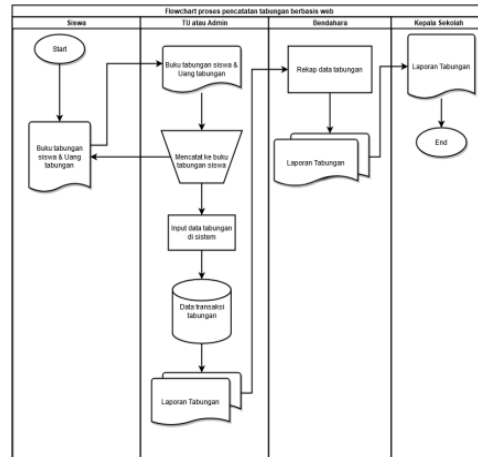 Flowchart proses pencatatan tabungan berbasis web
Siswa
TU atau Admin
Bendahara
Kepala Sekolah
Start
Buku tabungan
siswa & Uang
tabungan
Buku tabungan siswa &
Uang tabungan
Mencatat ke buku
tabungan siswa
Input data tabungan
di sistem
Data transaksi
tabungan
Laporan Tabungan
Rekap data tabungan
Laporan Tabungan
Laporan Tabungan
End